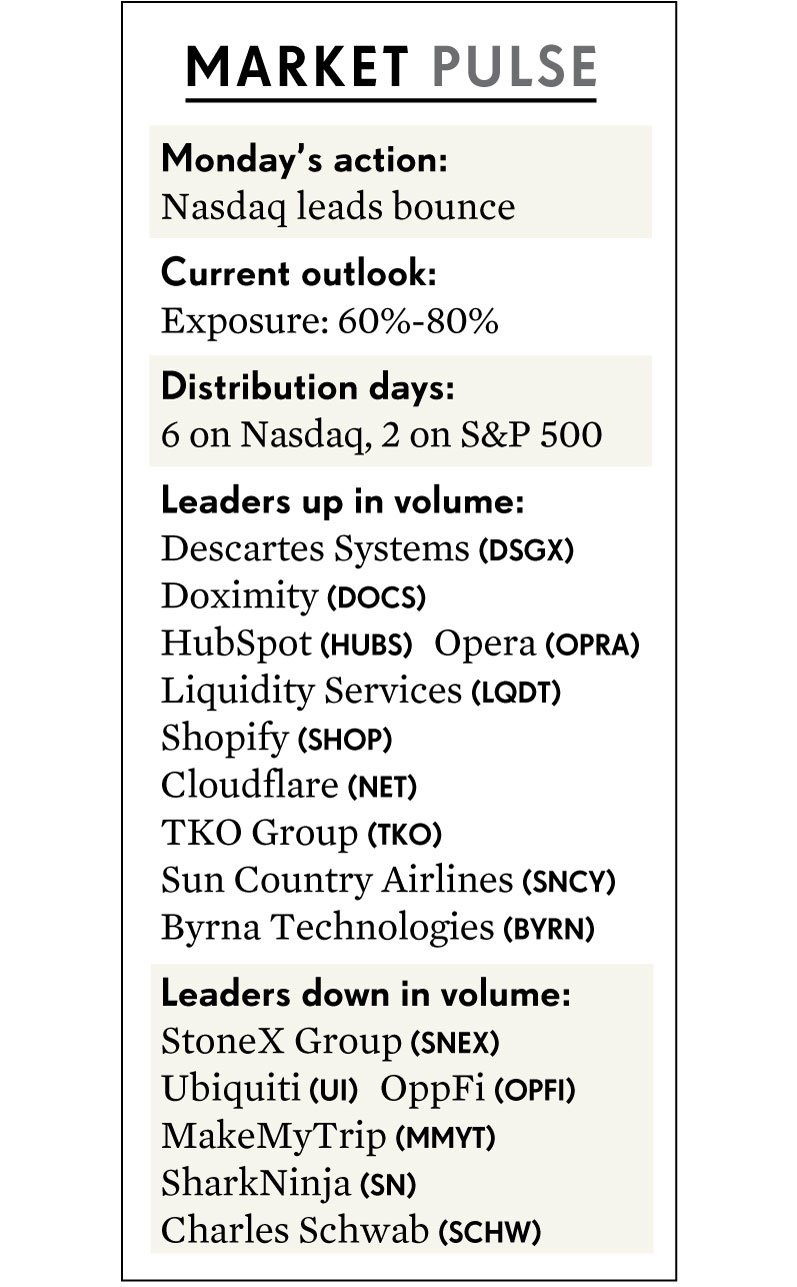 MARKET PULSE
Monday’s action:
Nasdaq leads bounce
Current outlook:
Exposure: 60%-80%
Distribution days:
6 on Nasdaq, 2 on S&P 500
Leaders up in volume:
Descartes Systems (DSGX)
Doximity (DOCS)
HubSpot (HUBS) Opera (OPRA)
Liquidity Services (LQDT)
Shopify (SHOP)
Cloudflare (NET)
TKO Group (TKO)
Sun Country Airlines (SNCY)
Byrna Technologies (BYRN)
Leaders down in volume:
StoneX Group (SNEX)
Ubiquiti (UI) OppFi (OPFI)
MakeMyTrip (MMYT)
SharkNinja (SN)
Charles Schwab (SCHW)